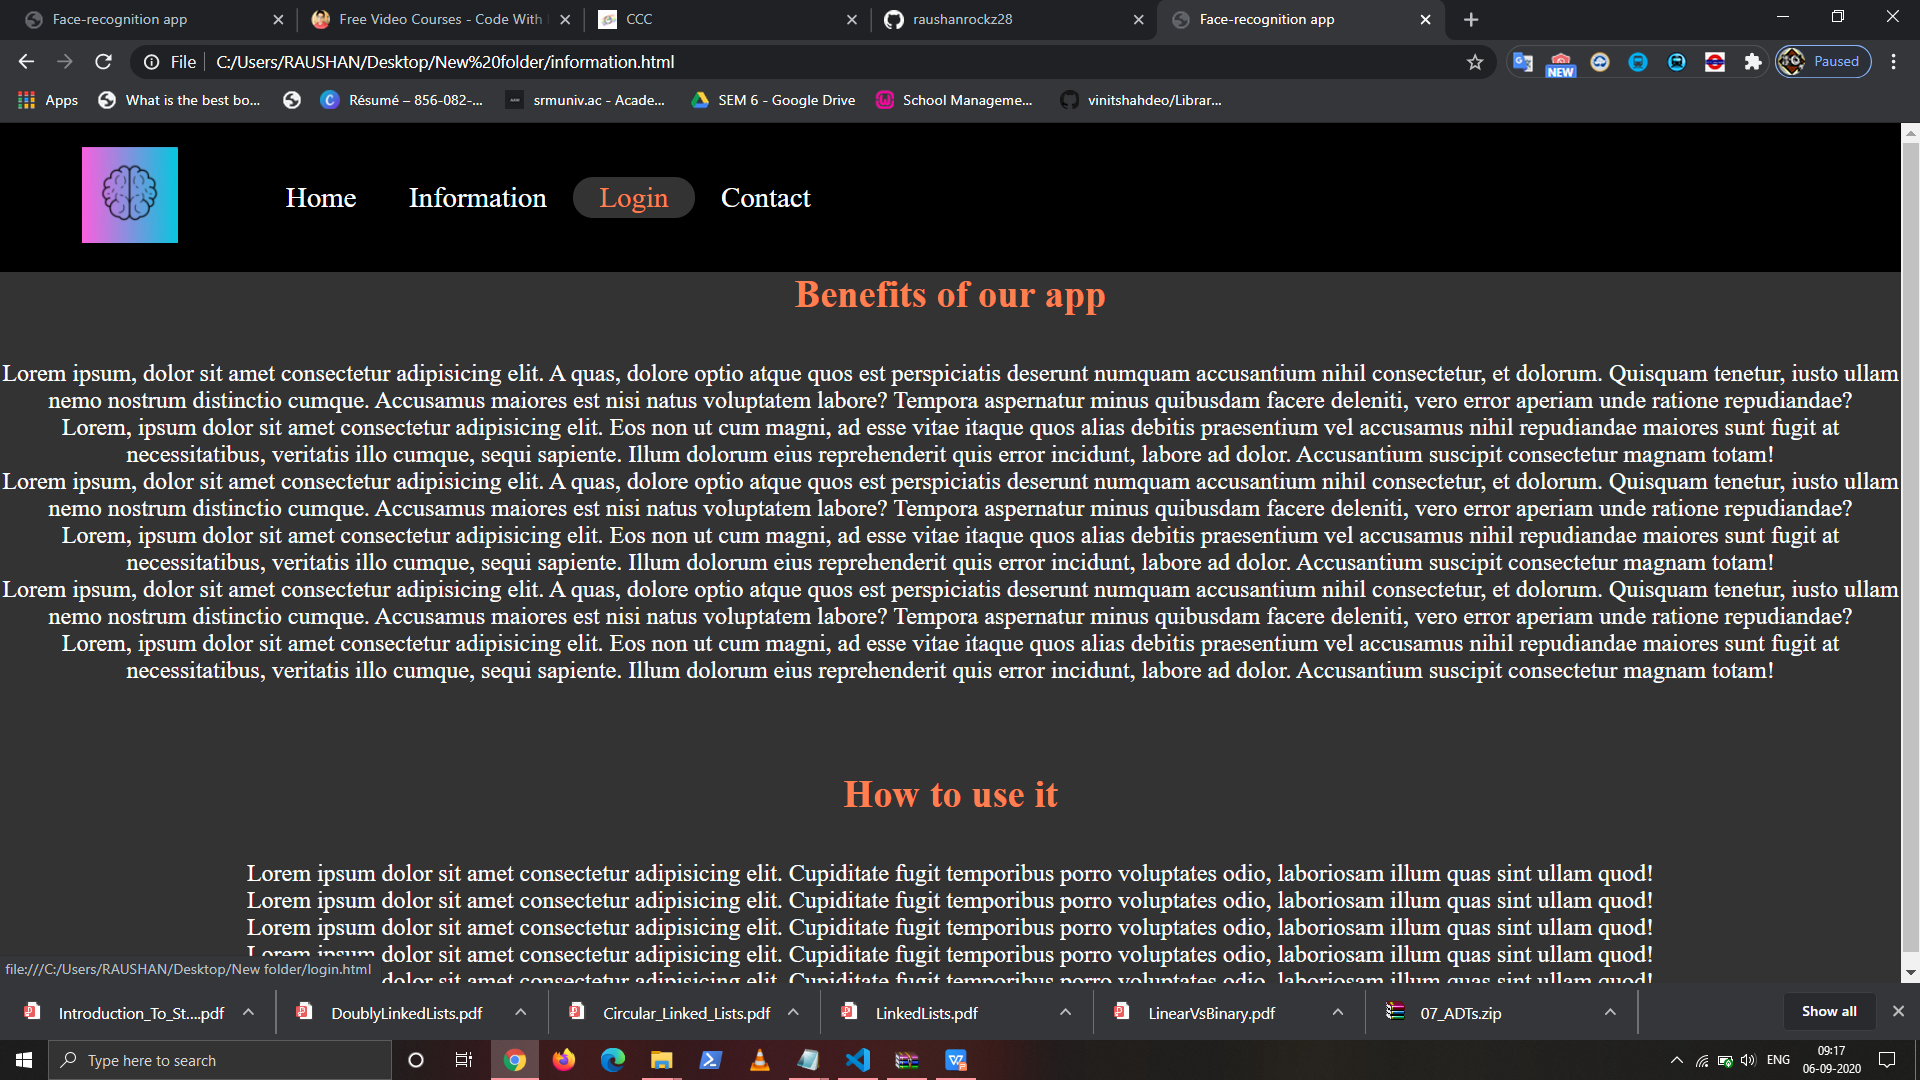 Face-recognition app
Free Video Courses - Code With
CCC
raushanrockz28
Face-recognition app
File
C:/Users/RAUSHAN/Desktop/New%20folder/information.html
NEW
Paused
Apps
What is the best bo...
Résumé – 856-082-...
srmuniv.ac - Acade...
SEM 6 - Google Drive
School Manageme...
vinitshahdeo/Librar...
Home Information Login Contact
Benefits of our app
Lorem ipsum, dolor sit amet consectetur adipisicing elit. A quas, dolore optio atque quos est perspiciatis deserunt numquam accusantium nihil consectetur, et dolorum. Quisquam tenetur, iusto ullam
nemo nostrum distinctio cumque. Accusamus maiores est nisi natus voluptatem labore? Tempora aspernatur minus quibusdam facere deleniti, vero error aperiam unde ratione repudiandae?
Lorem, ipsum dolor sit amet consectetur adipisicing elit. Eos non ut cum magni, ad esse vitae itaque quos alias debitis praesentium vel accusamus nihil repudiandae maiores sunt fugit at
necessitatibus, veritatis illo cumque, sequi sapiente. Illum dolorum eius reprehenderit quis error incidunt, labore ad dolor. Accusantium suscipit consectetur magnam totam!
Lorem ipsum, dolor sit amet consectetur adipisicing elit. A quas, dolore optio atque quos est perspiciatis deserunt numquam accusantium nihil consectetur, et dolorum. Quisquam tenetur, iusto ullam
nemo nostrum distinctio cumque. Accusamus maiores est nisi natus voluptatem labore? Tempora aspernatur minus quibusdam facere deleniti, vero error aperiam unde ratione repudiandae?
Lorem, ipsum dolor sit amet consectetur adipisicing elit. Eos non ut cum magni, ad esse vitae itaque quos alias debitis praesentium vel accusamus nihil repudiandae maiores sunt fugit at
necessitatibus, veritatis illo cumque, sequi sapiente. Illum dolorum eius reprehenderit quis error incidunt, labore ad dolor. Accusantium suscipit consectetur magnam totam!
Lorem ipsum, dolor sit amet consectetur adipisicing elit. A quas, dolore optio atque quos est perspiciatis deserunt numquam accusantium nihil consectetur, et dolorum. Quisquam tenetur, iusto ullam
nemo nostrum distinctio cumque. Accusamus maiores est nisi natus voluptatem labore? Tempora aspernatur minus quibusdam facere deleniti, vero error aperiam unde ratione repudiandae?
Lorem, ipsum dolor sit amet consectetur adipisicing elit. Eos non ut cum magni, ad esse vitae itaque quos alias debitis praesentium vel accusamus nihil repudiandae maiores sunt fugit at
necessitatibus, veritatis illo cumque, sequi sapiente. Illum dolorum eius reprehenderit quis error incidunt, labore ad dolor. Accusantium suscipit consectetur magnam totam!
How to use it
Lorem ipsum dolor sit amet consectetur adipisicing elit. Cupiditate fugit temporibus porro voluptates odio, laboriosam illum quas sint ullam quod!
Lorem ipsum dolor sit amet consectetur adipisicing elit. Cupiditate fugit temporibus porro voluptates odio, laboriosam illum quas sint ullam quod!
Lorem ipsum dolor sit amet consectetur adipisicing elit. Cupiditate fugit temporibus porro voluptates odio, laboriosam illum quas sint ullam quod!
Lorem ipsum dolor sit amet consectetur adipisicing elit. Cupiditate fugit temporibus porro voluptates odio, laboriosam illum quas sint ullam quod!
dolor sit amet consectetur adipisicing elit. Cupiditate fugit temporibus porro voluptates odio, laboriosam illum quas sint ullam quod!
file:///C:/Users/RAUSHAN/Desktop/New folder/login.html
Introduction_To_St....pdf
DoublyLinkedLists.pdf
Circular_Linked_Lists.pdf
LinkedLists.pdf
LinearVsBinary.pdf
07_ADTs.zip
Show all
Type here to search
ENG
09:17
06-09-2020